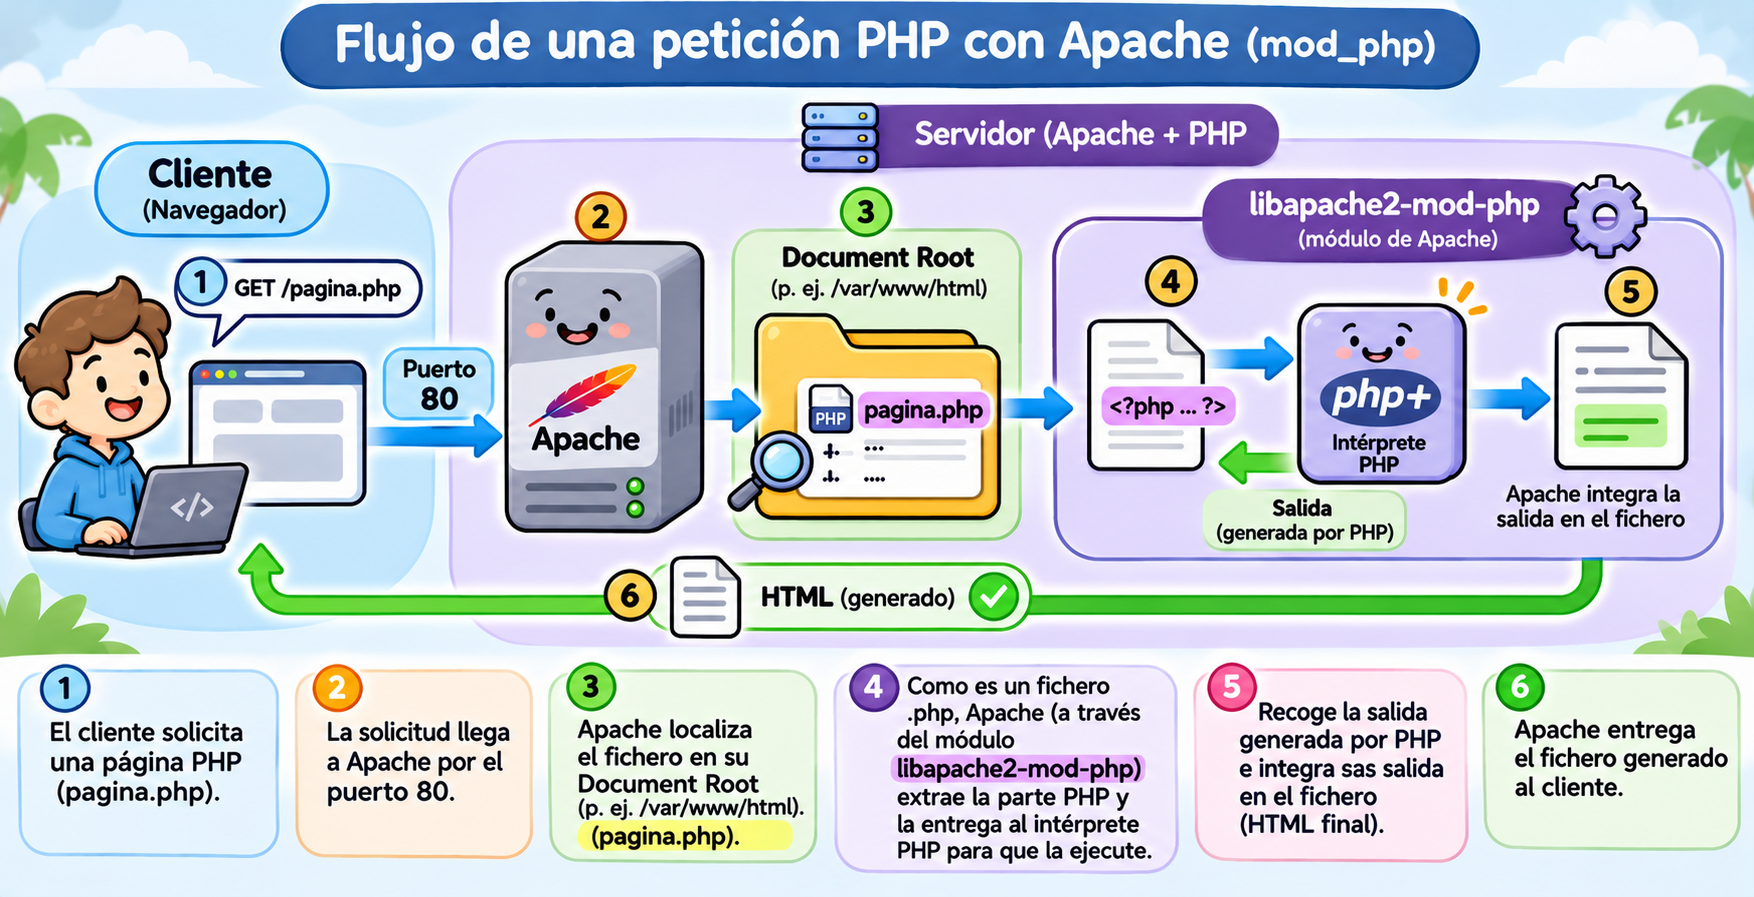 Flujo de una petición PHP con Apache (mod_php)
Servidor (Apache + PHP
Cliente
(Navegador)
1
GET /pagina.php
Puerto
80
2
Apache
3
Document Root
(p. ej. /var/www/html)
PHP
pagina.php
...
....
libapache2-mod-php
(módulo de Apache)
4
<?php ... ?>
php+
Intérprete
PHP
Salida
(generada por PHP)
5
Apache integra la
salida en el fichero
6
HTML (generado)
</>
1
El cliente solicita
una página PHP
(pagina.php).
2
La solicitud llega
a Apache por el
puerto 80.
3
Apache localiza
el fichero en su
Document Root
(p. ej. /var/www/html).
(pagina.php).
4
Como es un fichero
.php, Apache (a través
del módulo
libapache2-mod-php)
extrae la parte PHP y
la entrega al intérprete
PHP para que la ejecute.
5
Recoge la salida
generada por PHP
e integra sas salida
en el fichero
(HTML final).
6
Apache entrega
el fichero generado
al cliente.